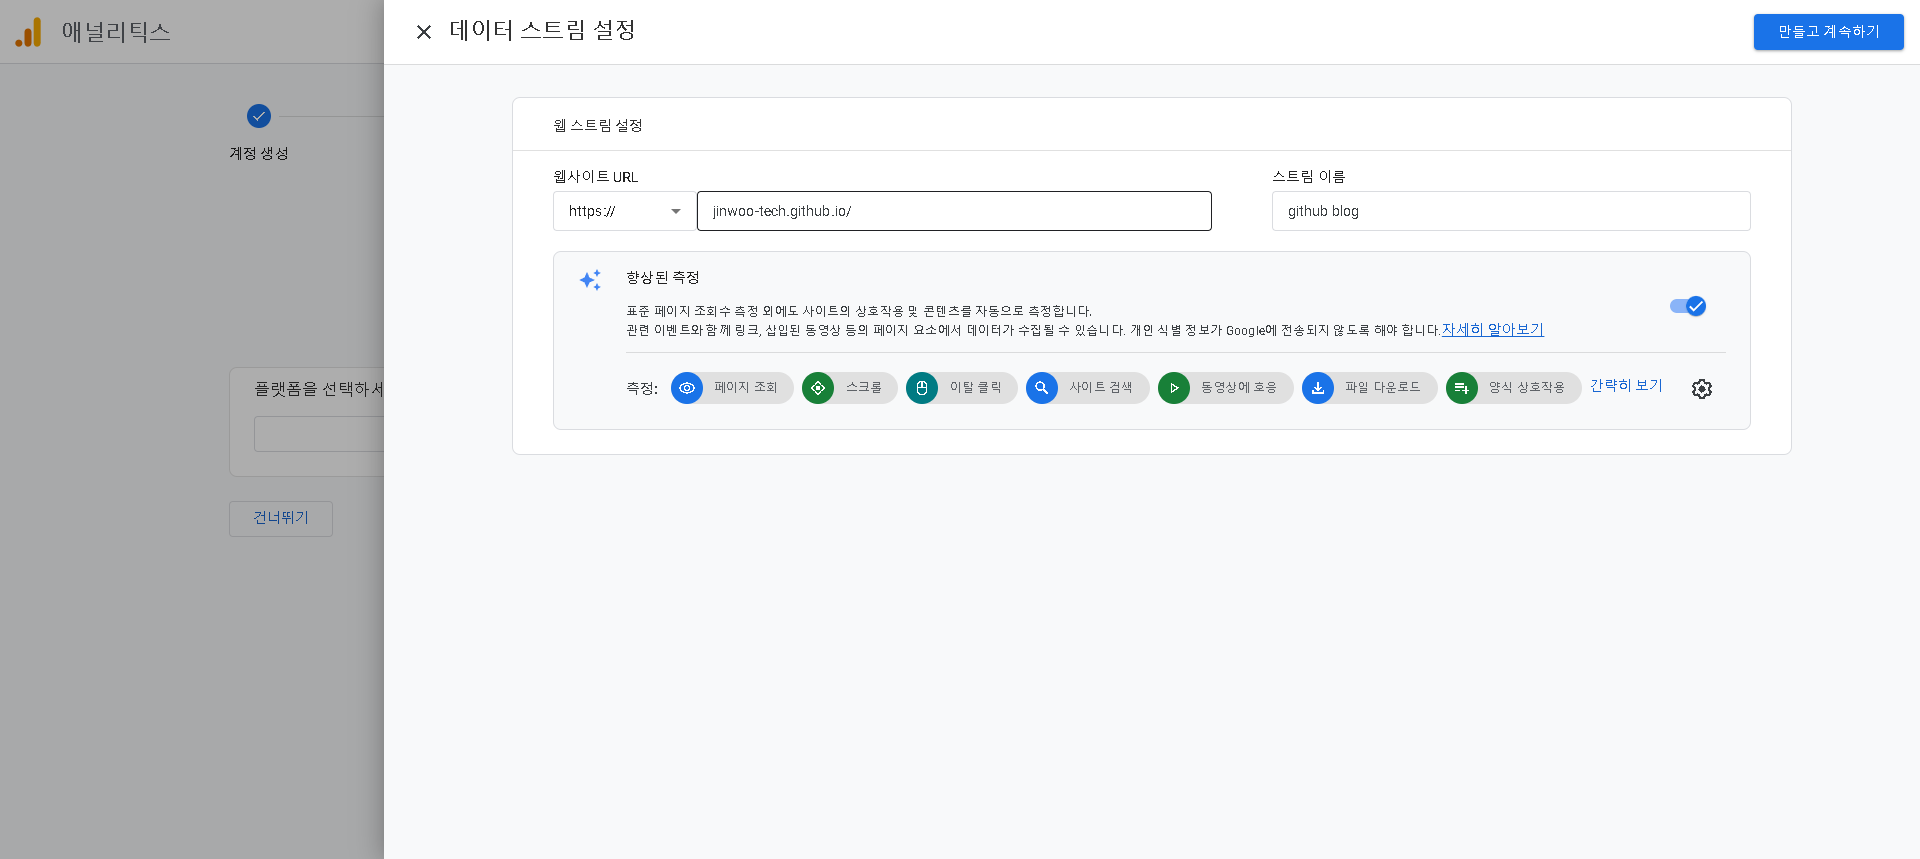 애널리틱스
데이터 스트림 설정
만들고 계속하기
계정 생성
플랫폼을 선택하세
건너뛰기
웹 스트림 설정
웹사이트 URL
스트림 이름
https://
jinwoo-tech.github.io/
github blog
향상된 측정
표준 페이지 조회수 측정 외에도 사이트의 상호작용 및 콘텐츠를 자동으로 측정합니다.
관련 이벤트와 함께 링크, 삽입된 동영상 등의 페이지 요소에서 데이터가 수집될 수 있습니다. 개인 식별 정보가 Google에 전송되지 않도록 해야 합니다.자세히 알아보기
측정: 페이지 조회 스크롤 이탈 클릭 사이트 검색 동영상에 호응 파일 다운로드 양식 상호작용 간략히 보기